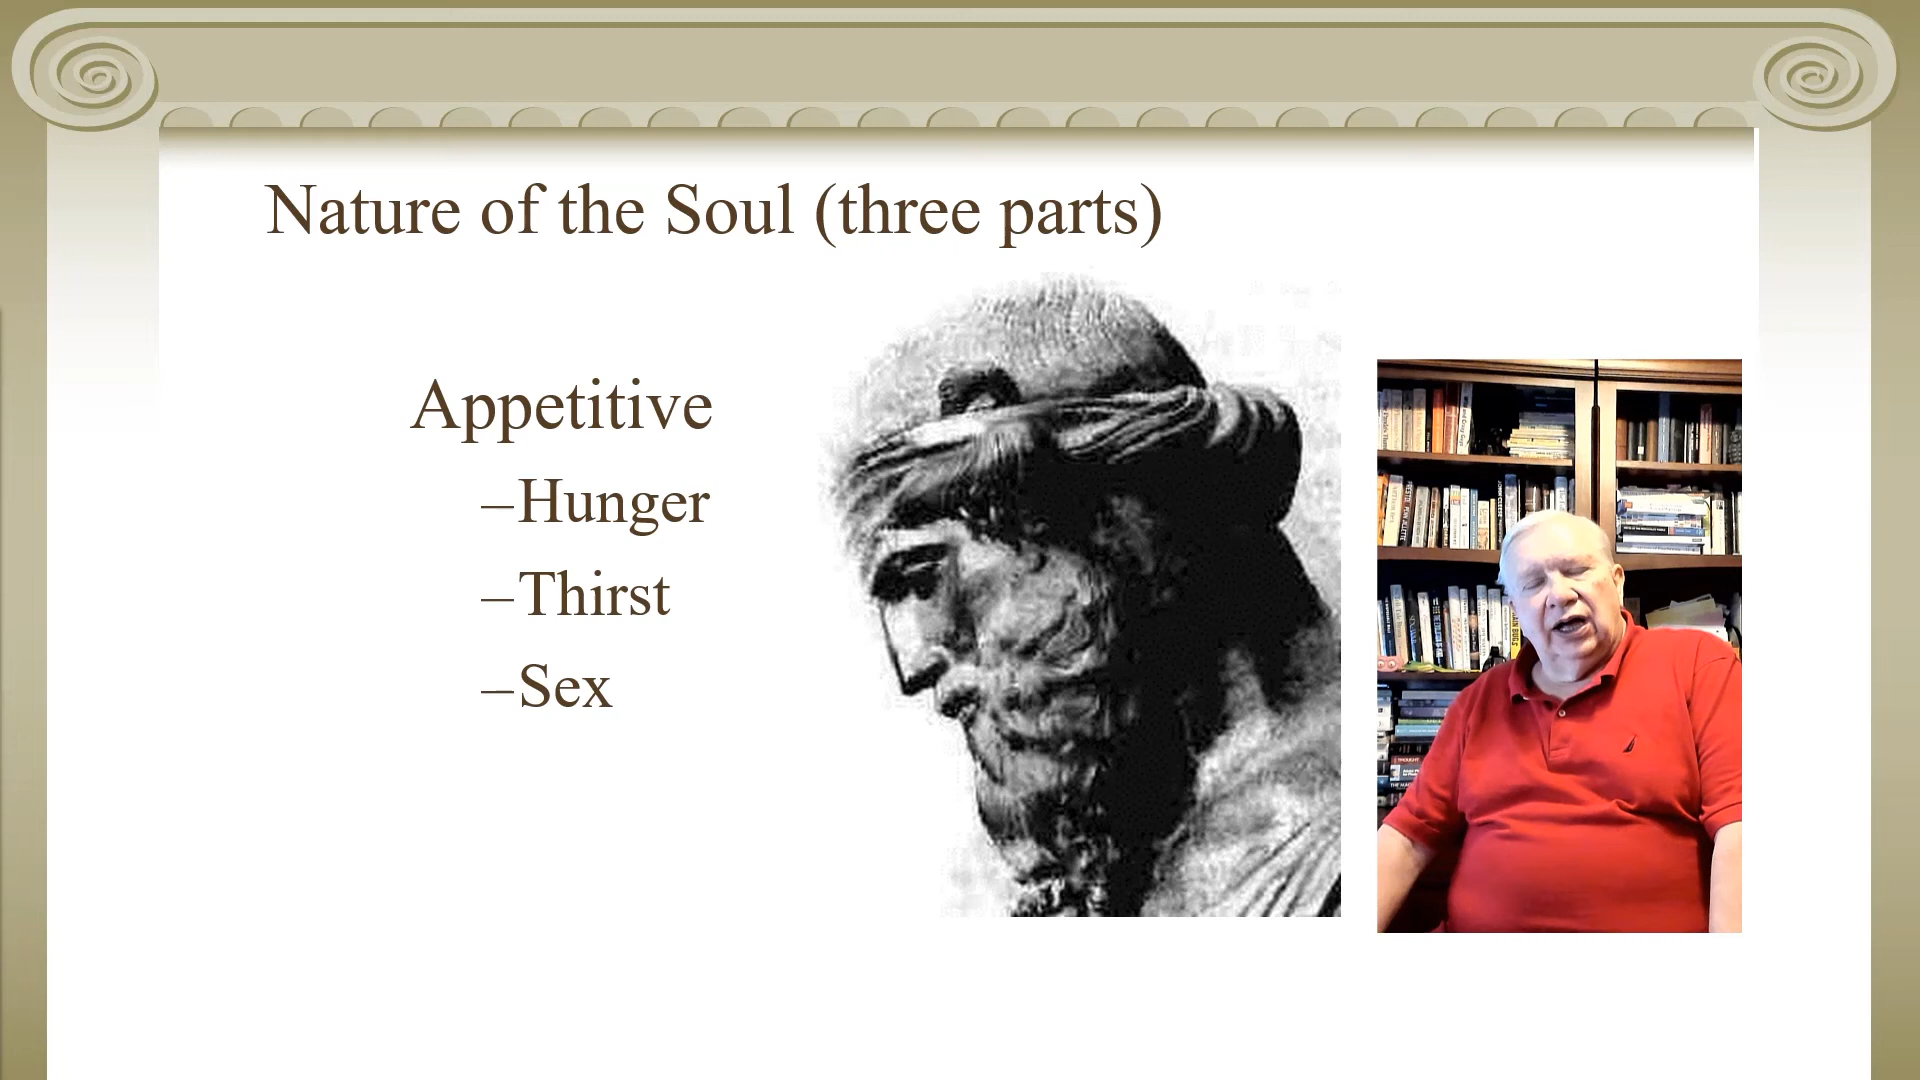 Nature of the Soul (three parts)
Appetitive
–Hunger
–Thirst
–Sex